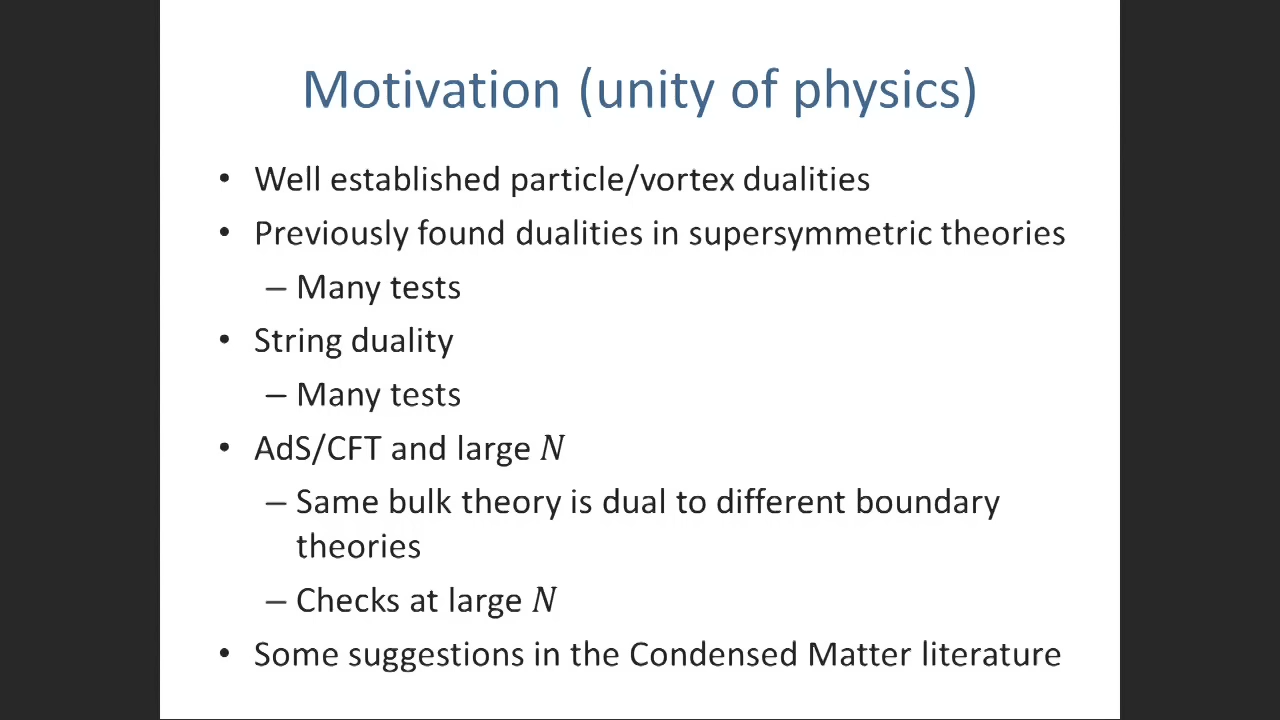 Motivation (unity of physics)
• Well established particle/vortex dualities
• Previously found dualities in supersymmetric theories
– Many tests
• String duality
– Many tests
• AdS/CFT and large N
– Same bulk theory is dual to different boundary
theories
– Checks at large N
• Some suggestions in the Condensed Matter literature